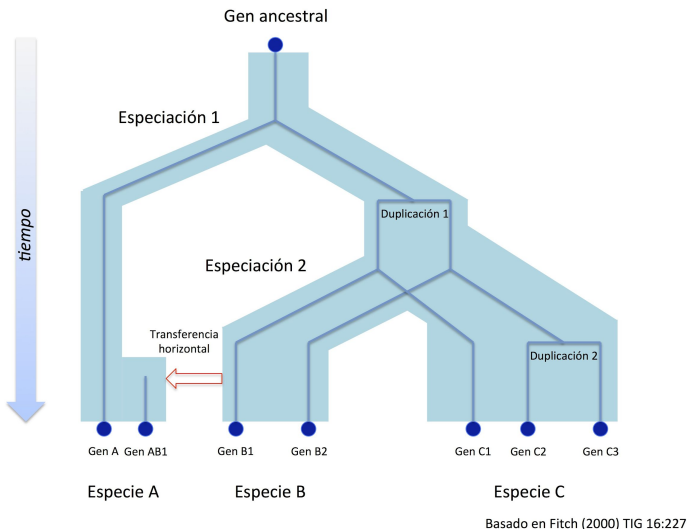 Gen ancestral
Especiación 1
tiempo
Duplicación 1
Especiación 2
Transferencia
horizontal
Duplicación 2
Gen A Gen AB1 Gen B1 Gen B2 Gen C1 Gen C2 Gen C3
Especie A Especie B Especie C
Basado en Fitch (2000) TIG 16:227